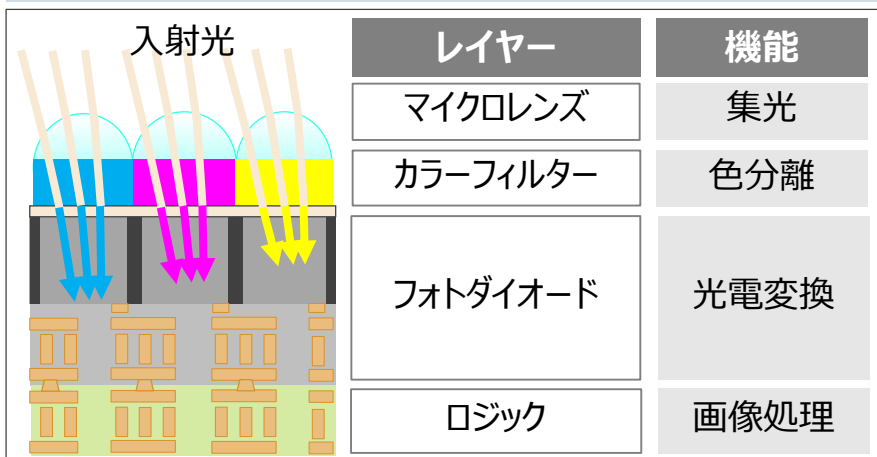 入射光
レイヤー 機能
マイクロレンズ 集光
カラーフィルター 色分離
フォトダイオード 光電変換
ロジック 画像処理